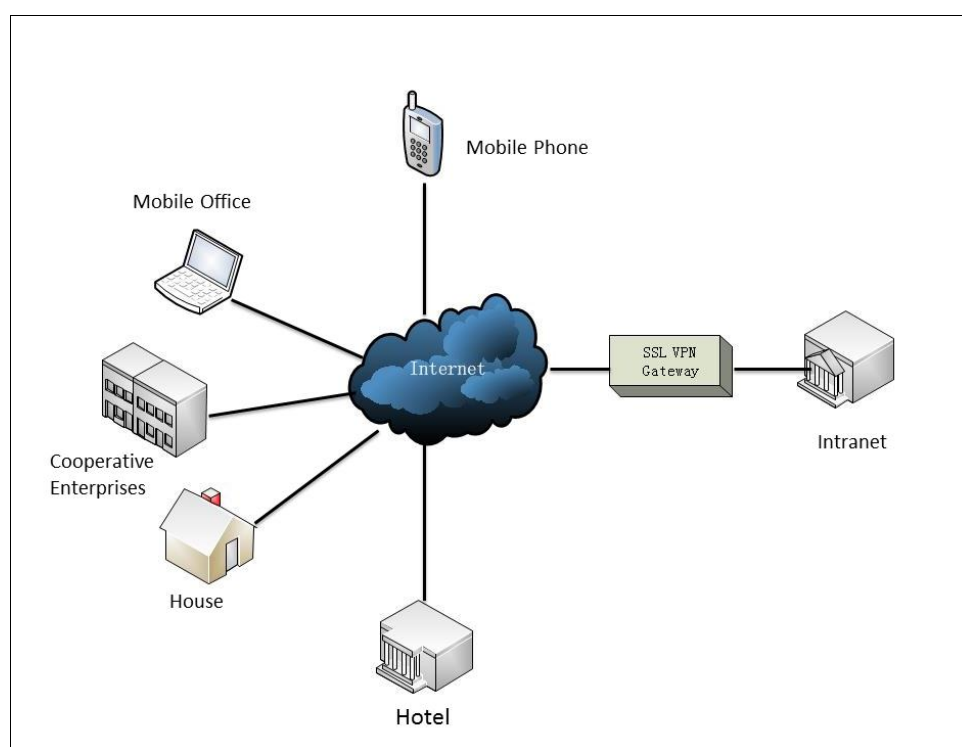 Mobile Phone
Mobile Office
Internet
SSL VPN
Gateway
Intranet
Cooperative
Enterprises
House
Hotel